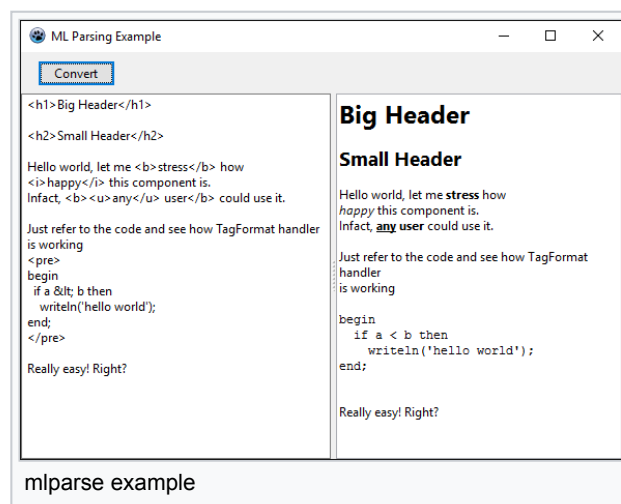 ML Parsing Example
Convert
<h1>Big Header</h1>
<h2>Small Header</h2>
Hello world, let me <b>stress</b> how
<i>happy</i> this component is.
Infact, <b><u>any</u> user</b> could use it.
Just refer to the code and see how TagFormat handler
is working
<pre>
begin
  if a &lt; b then
    writeln('hello world');
end;
</pre>
Really easy! Right?
Big Header
Small Header
Hello world, let me stress how
happy this component is.
Infact, any user could use it.
Just refer to the code and see how TagFormat
handler
is working
begin
  if a < b then
    writeln('hello world');
end;
Really easy! Right?
mlparse example